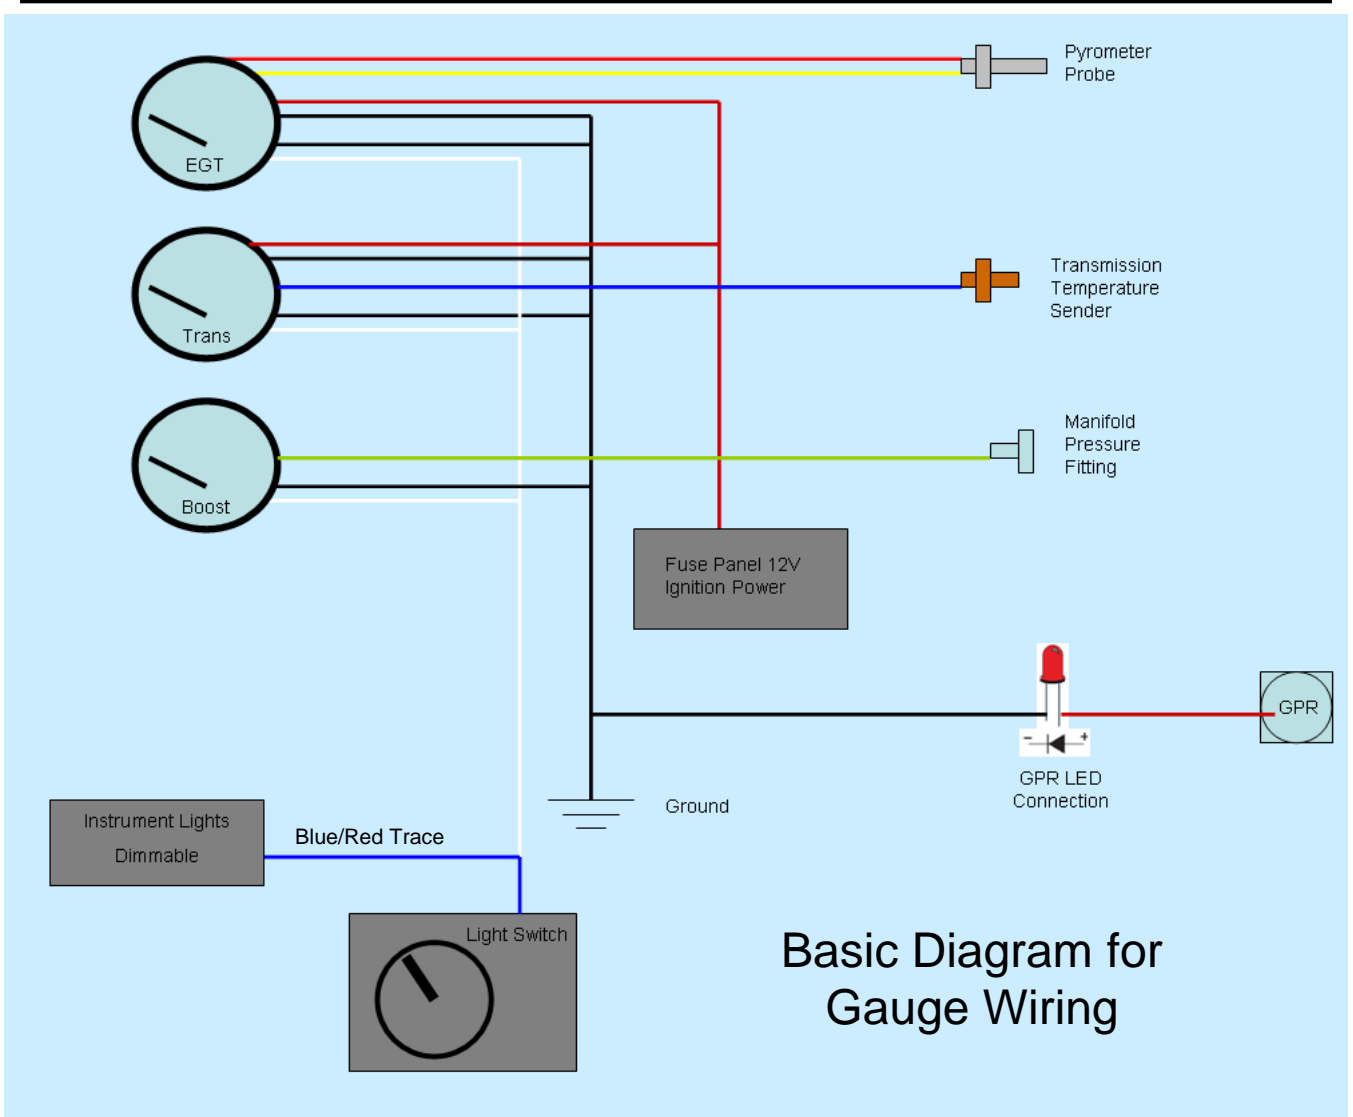 Pyrometer
Probe
EGT
Transmission
Temperature
Sender
Trans
Manifold
Pressure
Fitting
Boost
Fuse Panel 12V
Ignition Power
GPR
- +
GPR LED
Connection
Ground
Instrument Lights
Dimmable
Blue/Red Trace
Light Switch
Basic Diagram for
Gauge Wiring